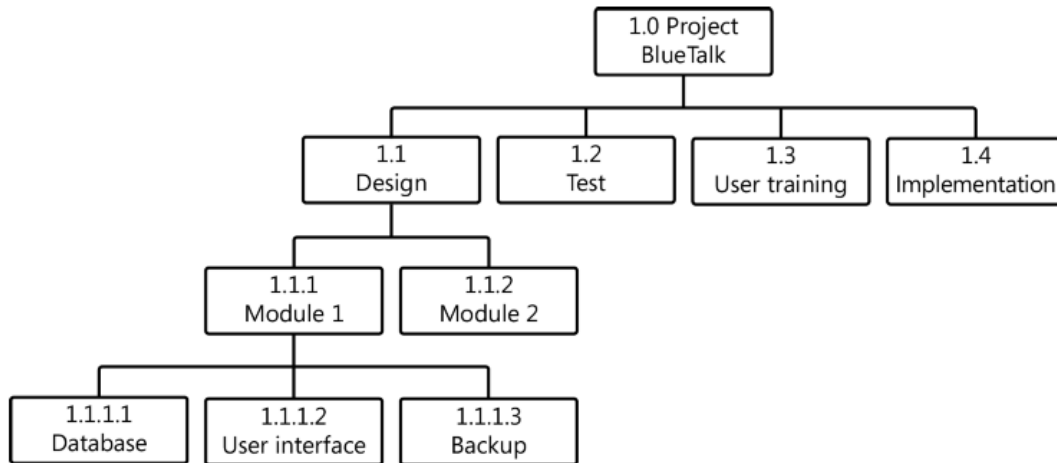 1.0 Project
BlueTalk
1.1
Design
1.2
Test
1.3
User training
1.4
Implementation
1.1.1
Module 1
1.1.2
Module 2
1.1.1.1
Database
1.1.1.2
User interface
1.1.1.3
Backup